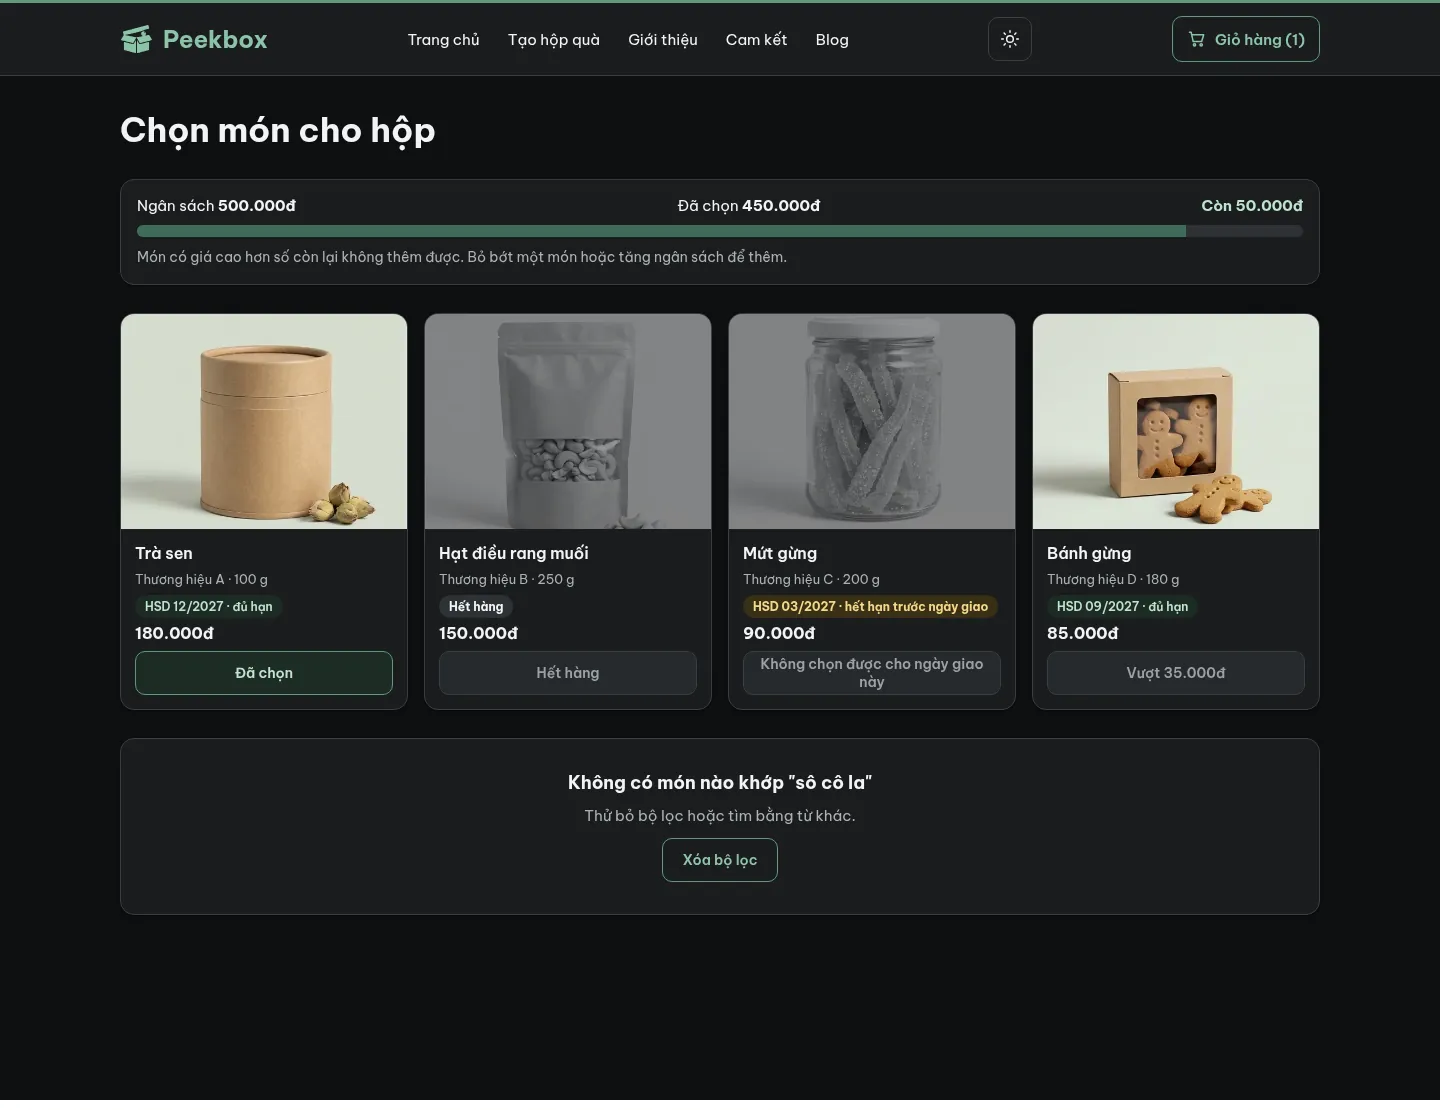 Peekbox
Trang chủ
Tạo hộp quà
Giới thiệu
Cam kết
Blog
Giỏ hàng (1)
Chọn món cho hộp
Ngân sách 500.000đ
Đã chọn 450.000đ
Còn 50.000đ
Món có giá cao hơn số còn lại không thêm được. Bỏ bớt một món hoặc tăng ngân sách để thêm.
Trà sen
Thương hiệu A · 100 g
HSD 12/2027 · đủ hạn
180.000đ
Đã chọn
Hạt điều rang muối
Thương hiệu B · 250 g
Hết hàng
150.000đ
Hết hàng
Mứt gừng
Thương hiệu C · 200 g
HSD 03/2027 · hết hạn trước ngày giao
90.000đ
Không chọn được cho ngày giao
này
Bánh gừng
Thương hiệu D · 180 g
HSD 09/2027 · đủ hạn
85.000đ
Vượt 35.000đ
Không có món nào khớp "sô cô la"
Thử bỏ bộ lọc hoặc tìm bằng từ khác.
Xóa bộ lọc